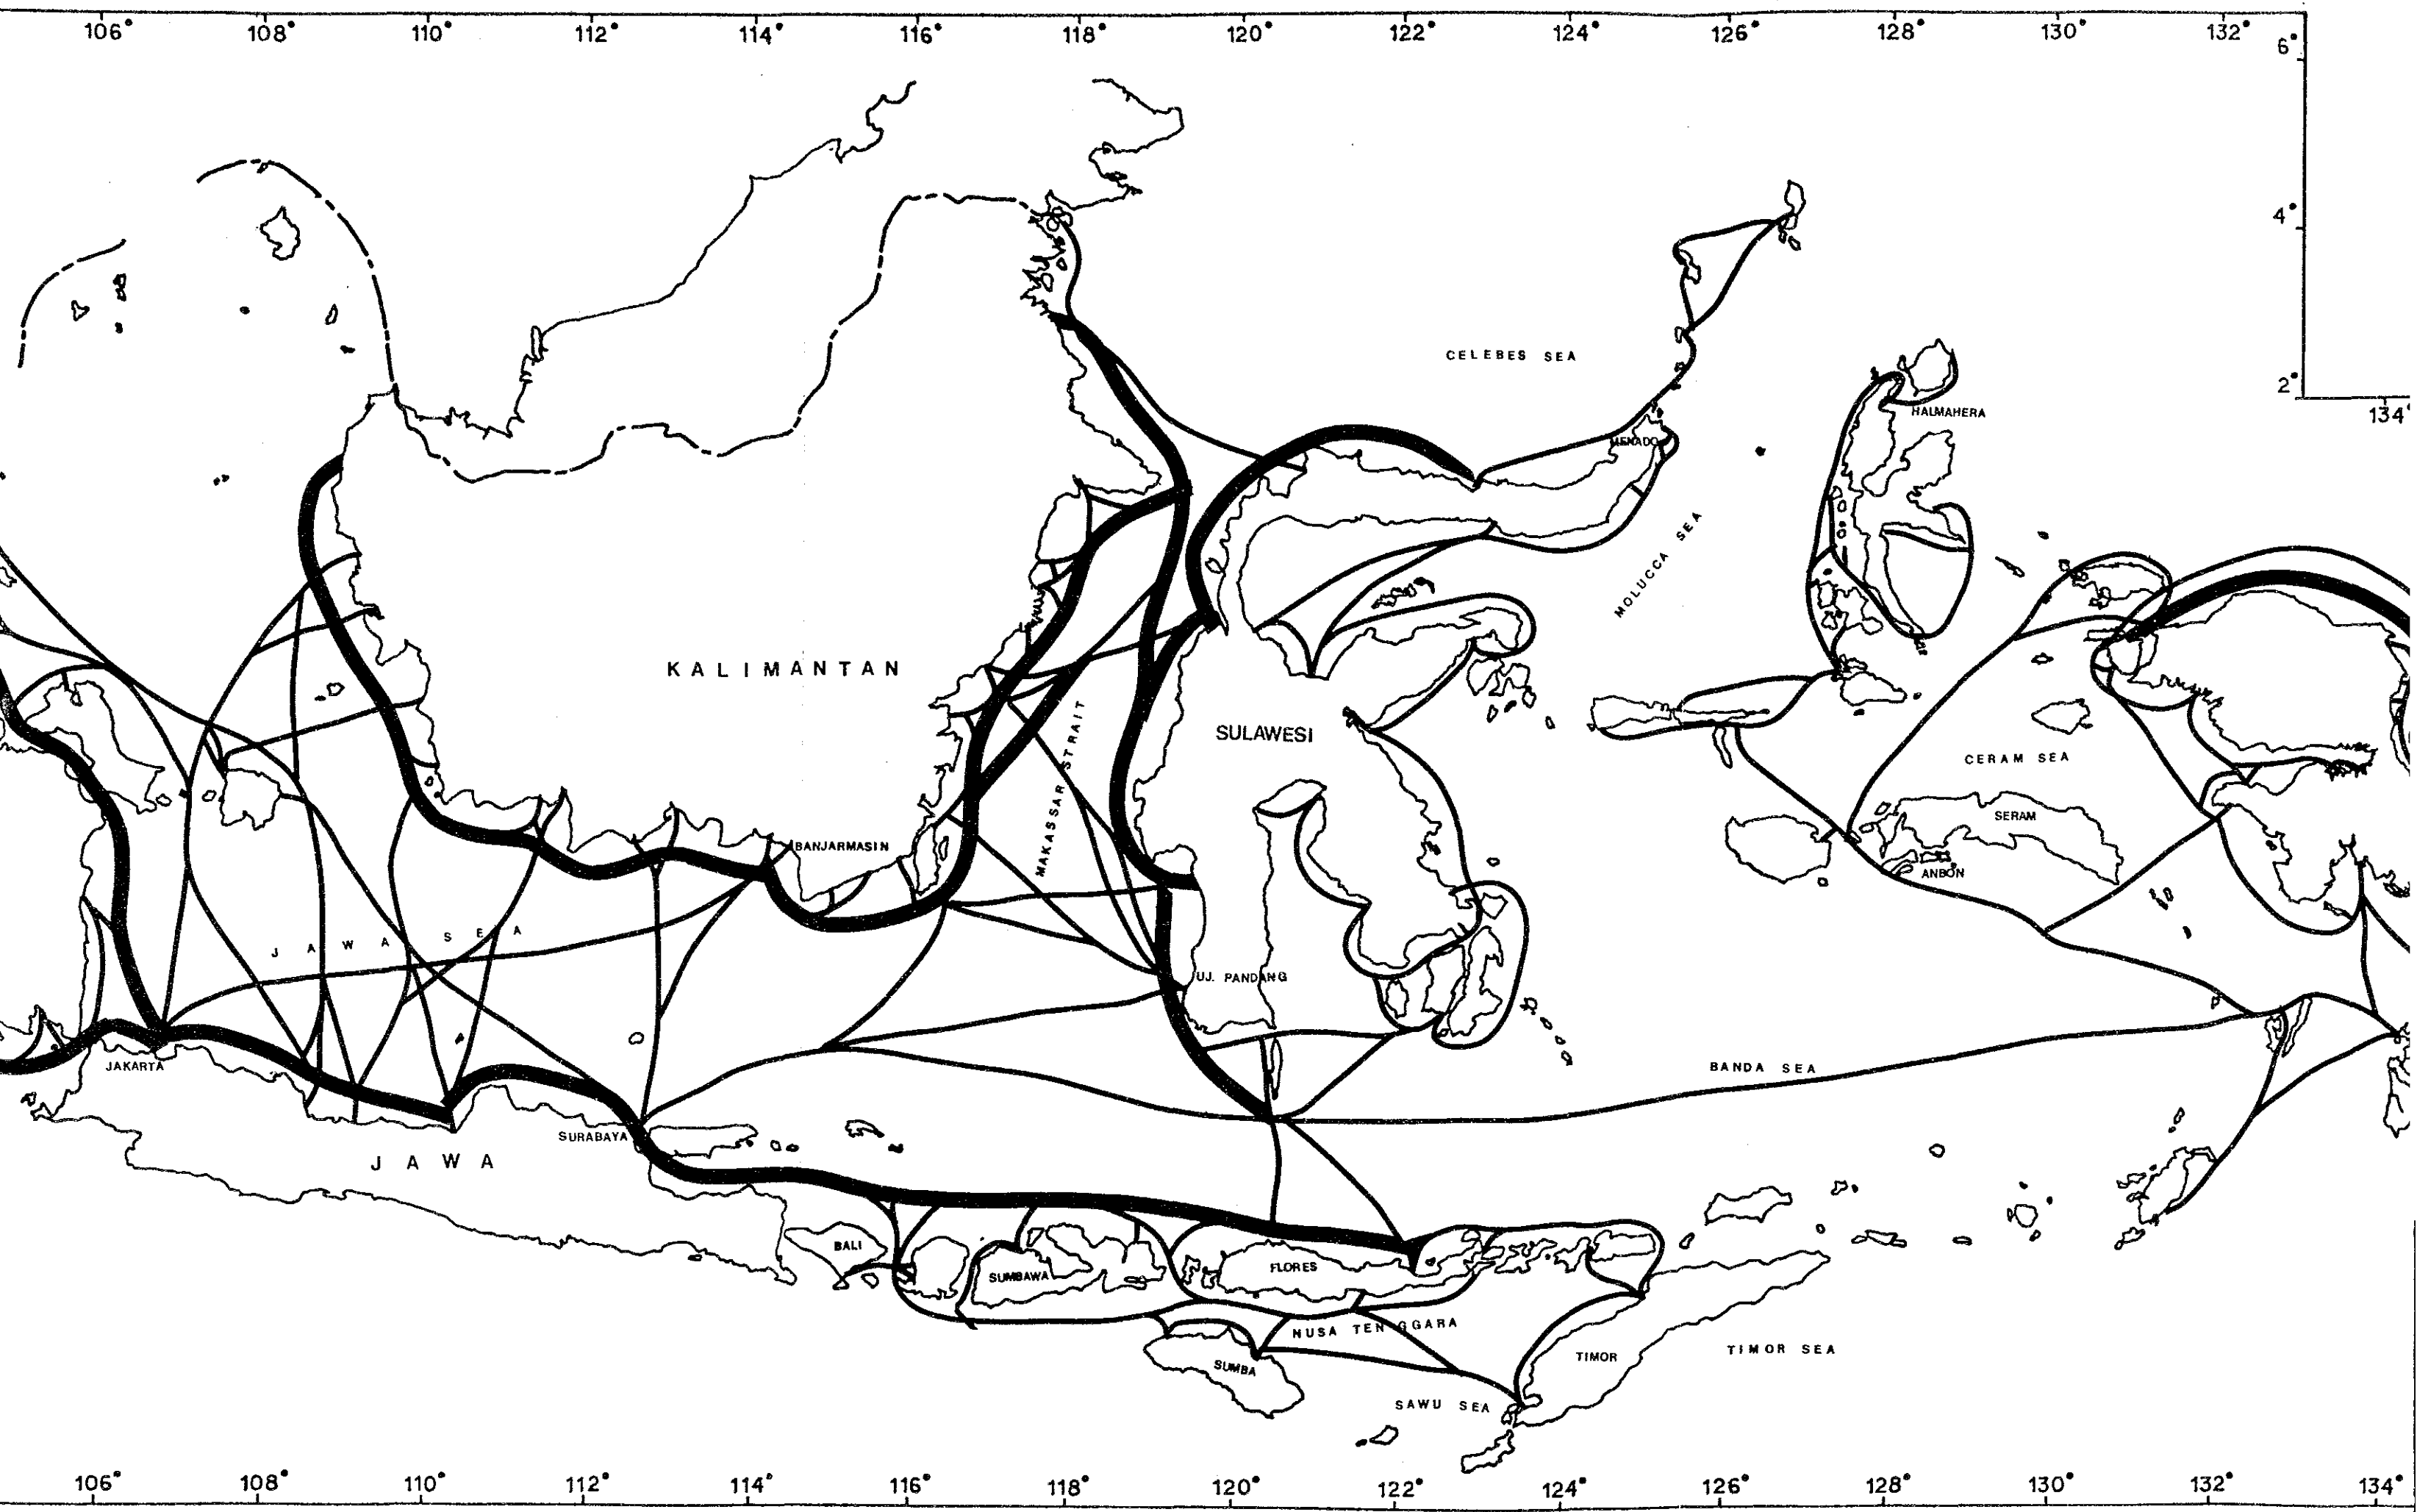 106° 108° 110° 112° 114° 116° 118° 120° 122° 124° 126° 128° 130° 132°
6°
4°
2°
134°
CELEBES SEA
HALMAHERA
MENADO
MOLUCCA SEA
KALIMANTAN
SULAWESI
MAKASSAR STRAIT
CERAM SEA
SERAM
BANJARMASIN
ANBON
JAWA SEA
UJ. PANDANG
JAKARTA
BANDA SEA
SURABAYA
JAWA
BALI
SUMBAWA
FLORES
NUSA TENGGARA
SUMBA
TIMOR
TIMOR SEA
SAWU SEA
106° 108° 110° 112° 114° 116° 118° 120° 122° 124° 126° 128° 130° 132° 134°